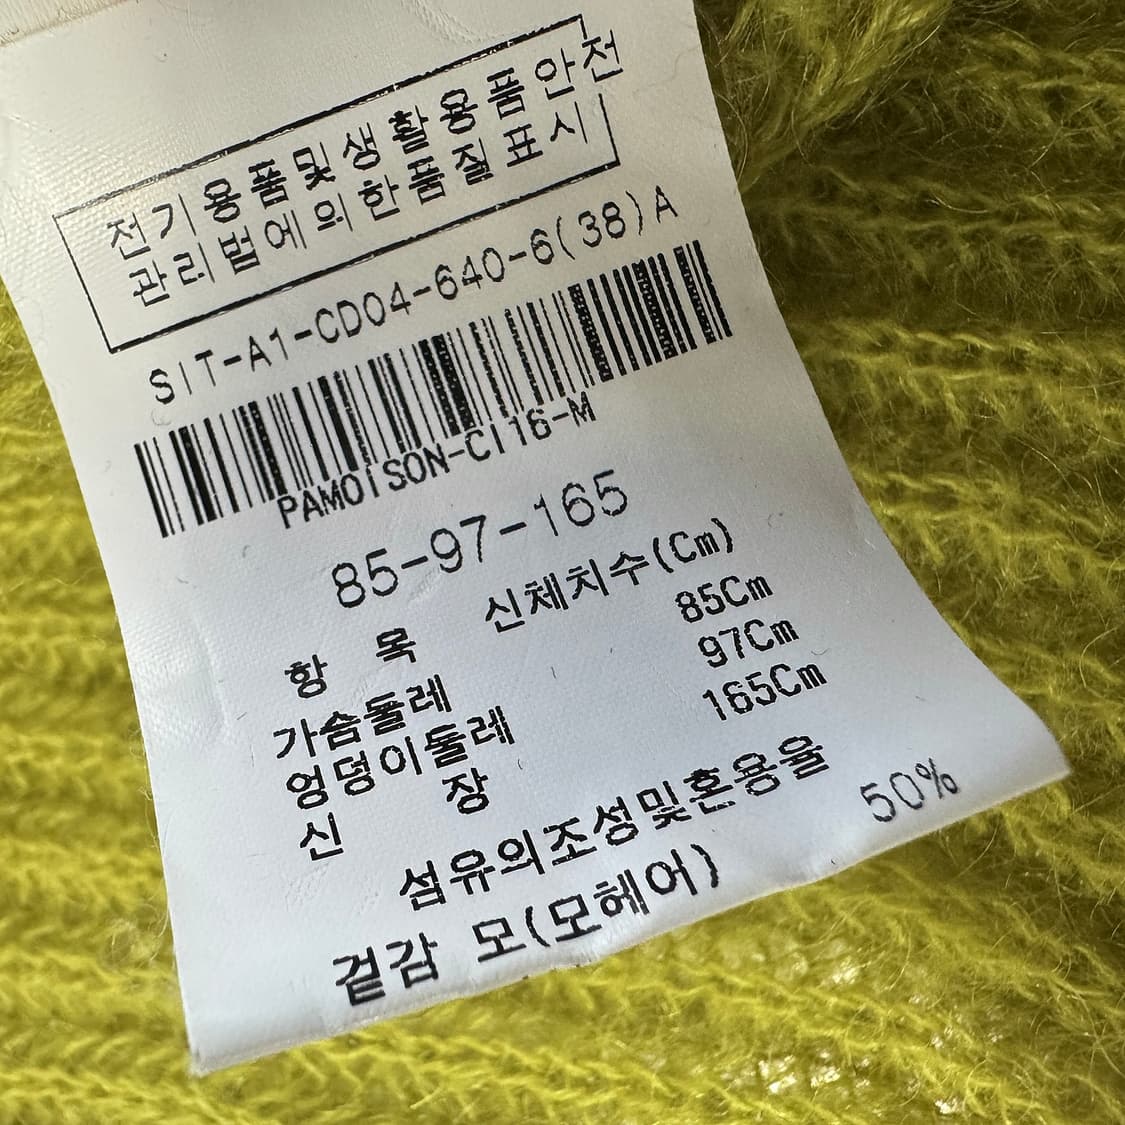 전기용품및생활용품안전
관리법에의한품질표시
SIT-A1-CD04-640-6(38)A
PAMOISON-CI16-M
85-97-165
항 목 신체치수(Cm)
가슴둘레 85Cm
엉덩이둘레 97Cm
신 장 165Cm
섬유의조성및혼용율
겉감 모(모헤어) 50%